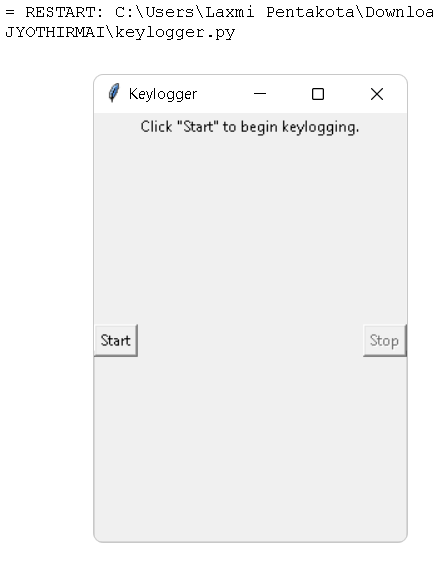 = RESTART: C:\Users\Laxmi Pentakota\Downloa
JYOTHIRMAI\keylogger.py
Keylogger
Click "Start" to begin keylogging.
Start
Stop